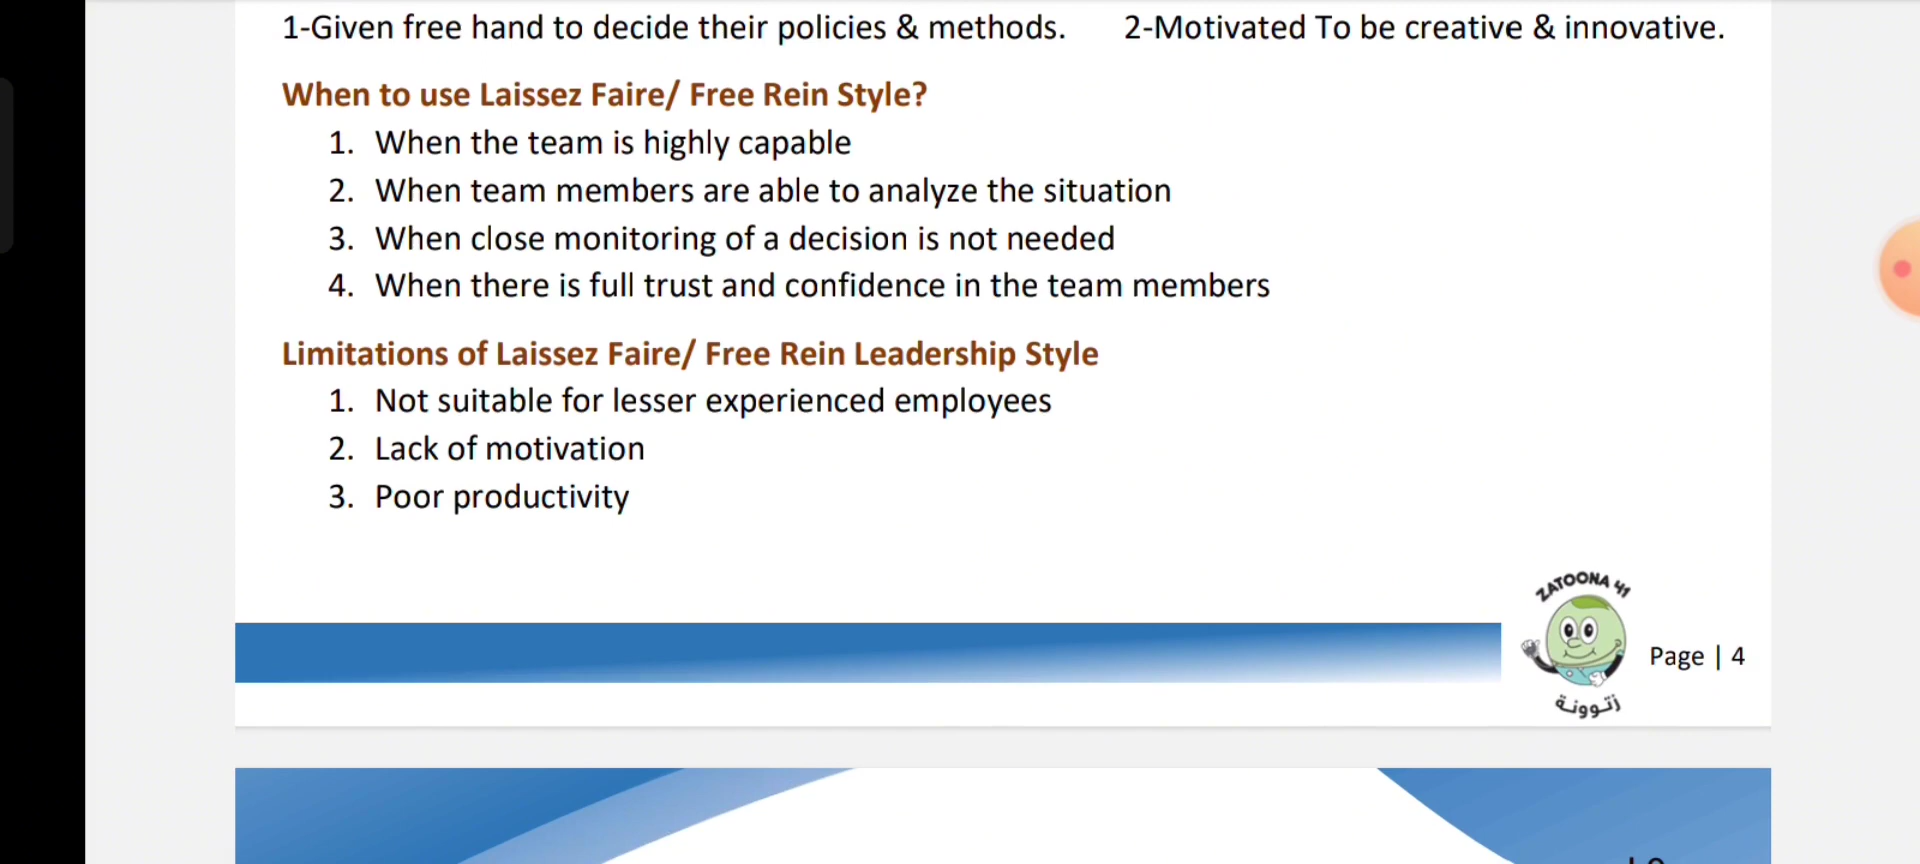 1-Given free hand to decide their policies & methods. 2-Motivated To be creative & innovative.
When to use Laissez Faire/ Free Rein Style?
1. When the team is highly capable
2. When team members are able to analyze the situation
3. When close monitoring of a decision is not needed
4. When there is full trust and confidence in the team members
Limitations of Laissez Faire/ Free Rein Leadership Style
1. Not suitable for lesser experienced employees
2. Lack of motivation
3. Poor productivity
ZATOONA 41
Page | 4
زتوونة